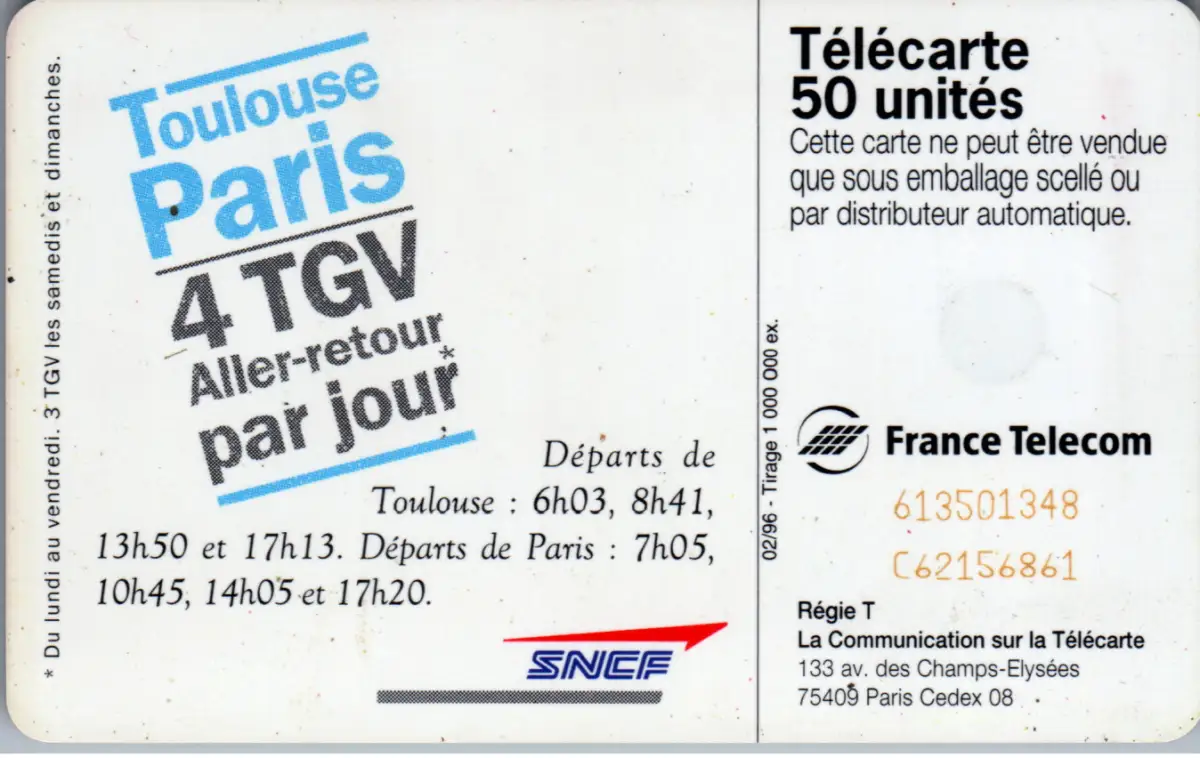 * Du lundi au vendredi. 3 TGV les samedis et dimanches.
Toulouse
Paris
4 TGV
Aller-retour
par jour*
Départs de
Toulouse : 6h03, 8h41,
13h50 et 17h13. Départs de Paris : 7h05,
10h45, 14h05 et 17h20.
SNCF
02/96 - Tirage 1 000 000 ex.
Télécarte
50 unités
Cette carte ne peut être vendue
que sous emballage scellé ou
par distributeur automatique.
France Telecom
613501348
C62156861
Régie T
La Communication sur la Télécarte
133 av. des Champs-Elysées
75409 Paris Cedex 08